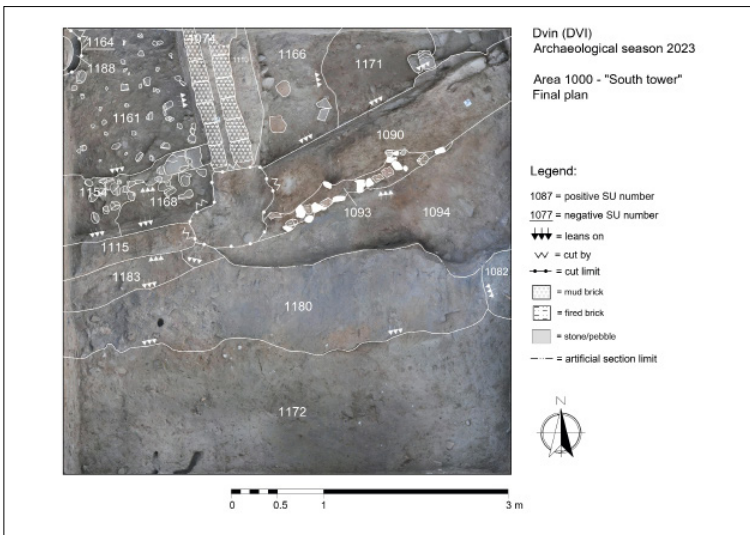 Dvin (DVI)
Archaeological season 2023
Area 1000 - "South tower"
Final plan
Legend:
1087 = positive SU number
1077 = negative SU number
= leans on
= cut by
= cut limit
= mud brick
= fired brick
= stone/pebble
= artificial section limit
N
1164
1188
1161
1074
1166
1171
1090
1154
1168
1093
1094
1115
1183
1180
1082
1172
0 0.5 1 3 m